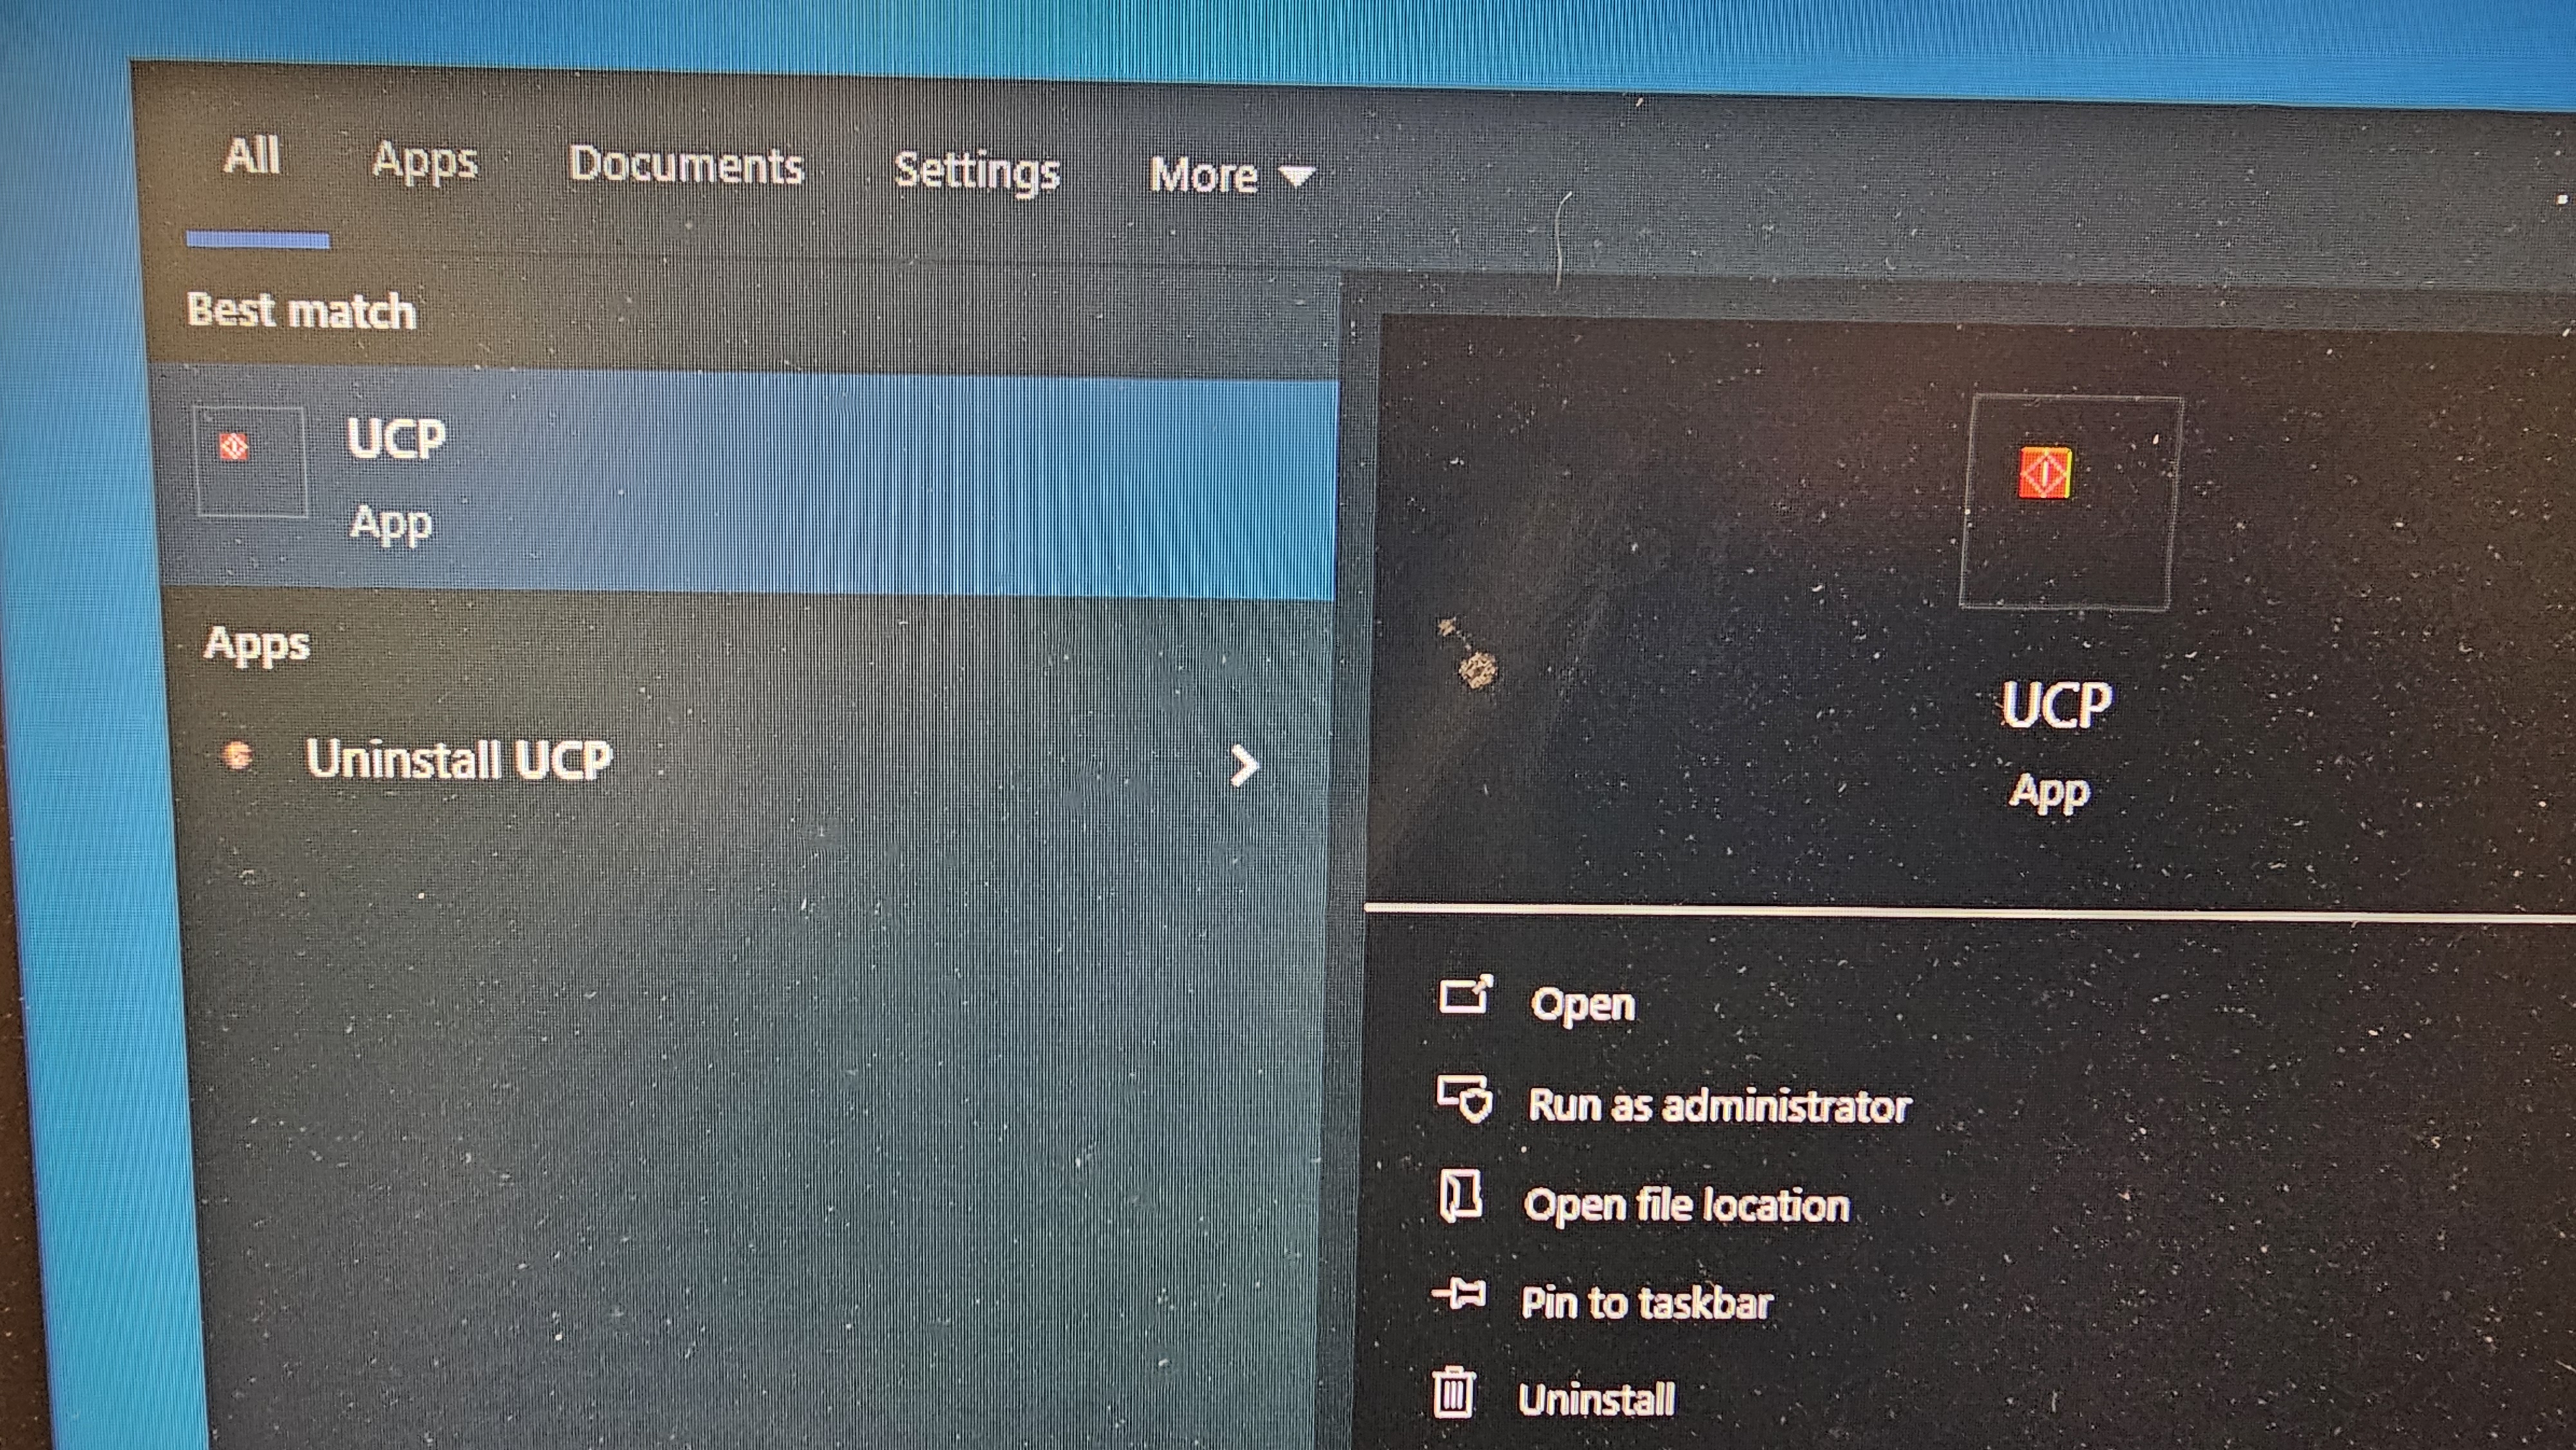 All Apps Documents Settings More
Best match
UCP
App
Apps
Uninstall UCP
UCP
App
Open
Run as administrator
Open file location
Pin to taskbar
Uninstall